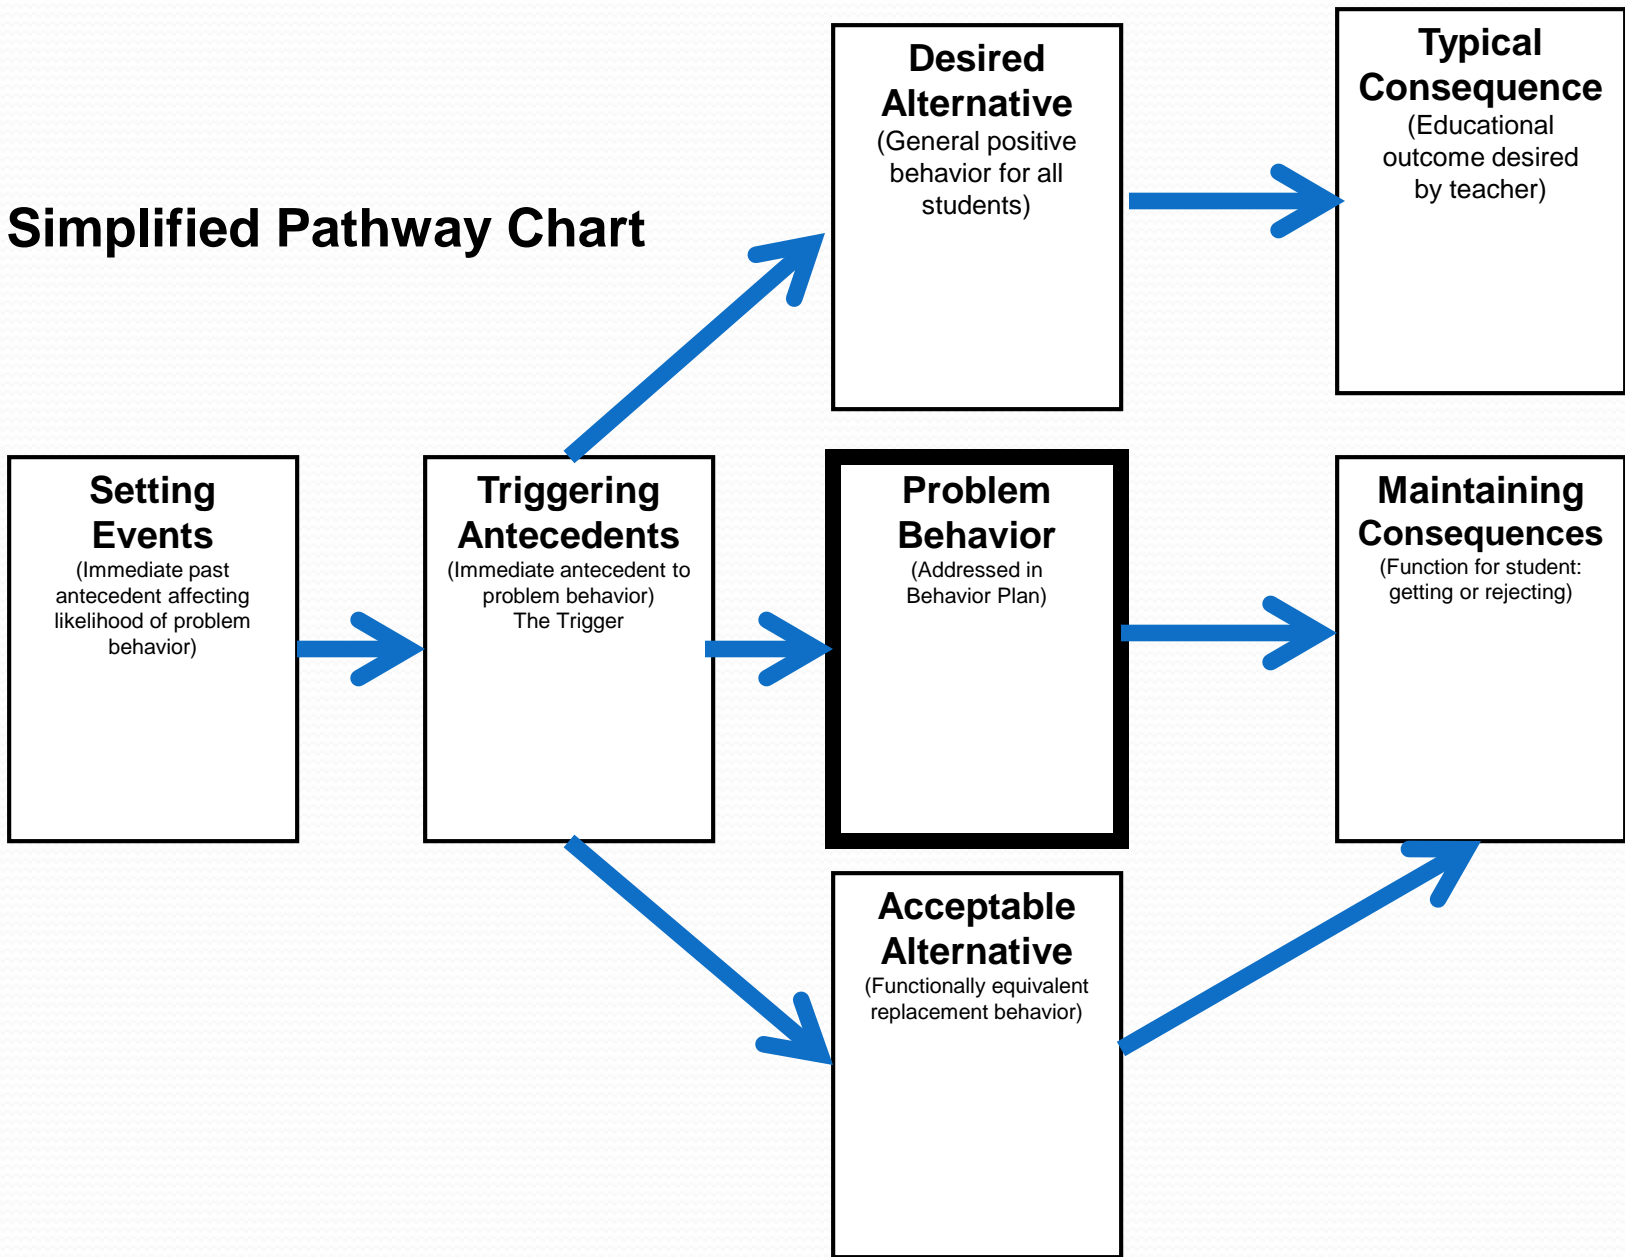 Simplified Pathway Chart
Desired
Alternative
(General positive
behavior for all
students)
Typical
Consequence
(Educational
outcome desired
by teacher)
Setting
Events
(Immediate past
antecedent affecting
likelihood of problem
behavior)
Triggering
Antecedents
(Immediate antecedent to
problem behavior)
The Trigger
Problem
Behavior
(Addressed in
Behavior Plan)
Maintaining
Consequences
(Function for student:
getting or rejecting)
Acceptable
Alternative
(Functionally equivalent
replacement behavior)